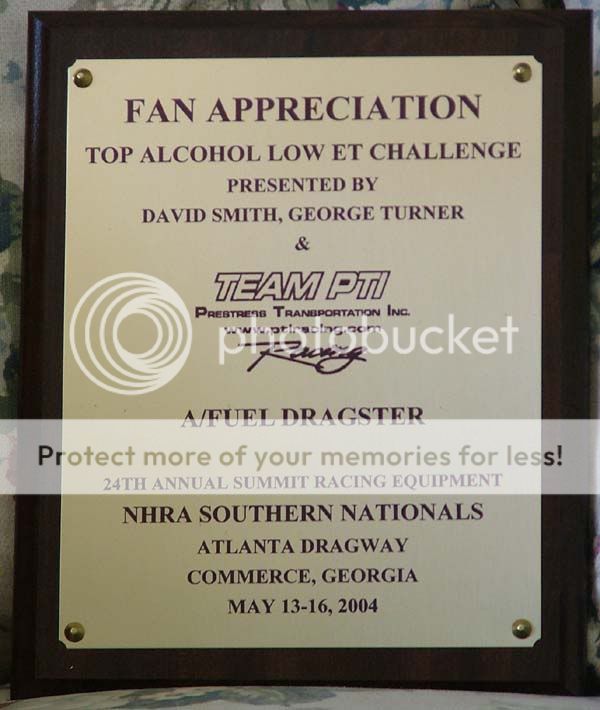 FAN APPRECIATION
TOP ALCOHOL LOW ET CHALLENGE
PRESENTED BY
DAVID SMITH, GEORGE TURNER
&
TEAM PTI
PRESTRESS TRANSPORTATION INC.
www.ptiracing.com
Racing
photobucket
A/FUEL DRAGSTER
Protect more of your memories for less!
24TH ANNUAL SUMMIT RACING EQUIPMENT
NHRA SOUTHERN NATIONALS
ATLANTA DRAGWAY
COMMERCE, GEORGIA
MAY 13-16, 2004